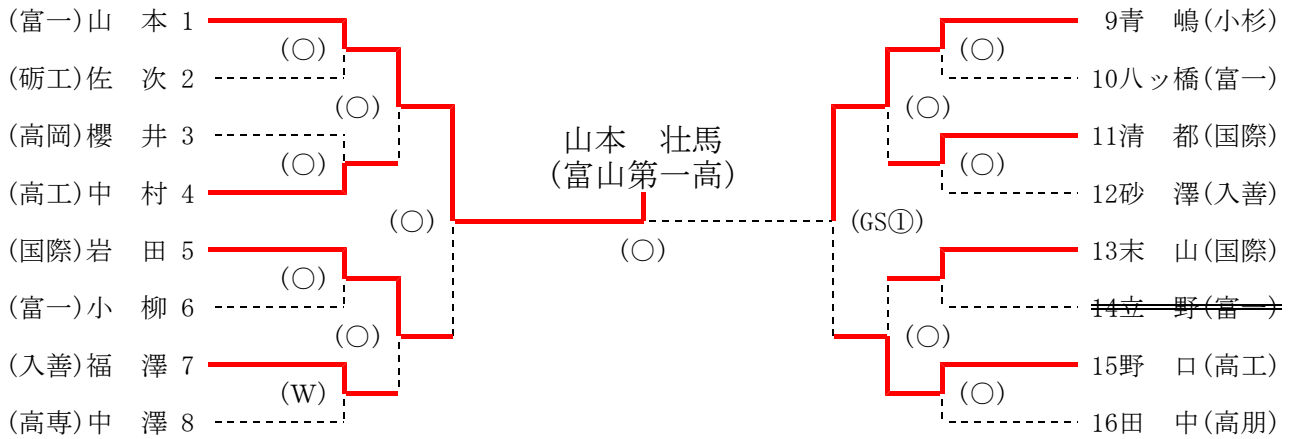 (富一)山　本 1
(○)
(砺工)佐　次 2
(○)
(高岡)櫻　井 3
(○)
(高工)中　村 4
(○)
(国際)岩　田 5
(○)
(富一)小　柳 6
(○)
(入善)福　澤 7
(W)
(高専)中　澤 8
山本　壮馬
(富山第一高)
(○)
9青　嶋(小杉)
(○)
10八ッ橋(富一)
(○)
11清　都(国際)
(○)
12砂　澤(入善)
(GS①)
13末　山(国際)
14立　野(富一)
(○)
15野　口(高工)
(○)
16田　中(高朋)